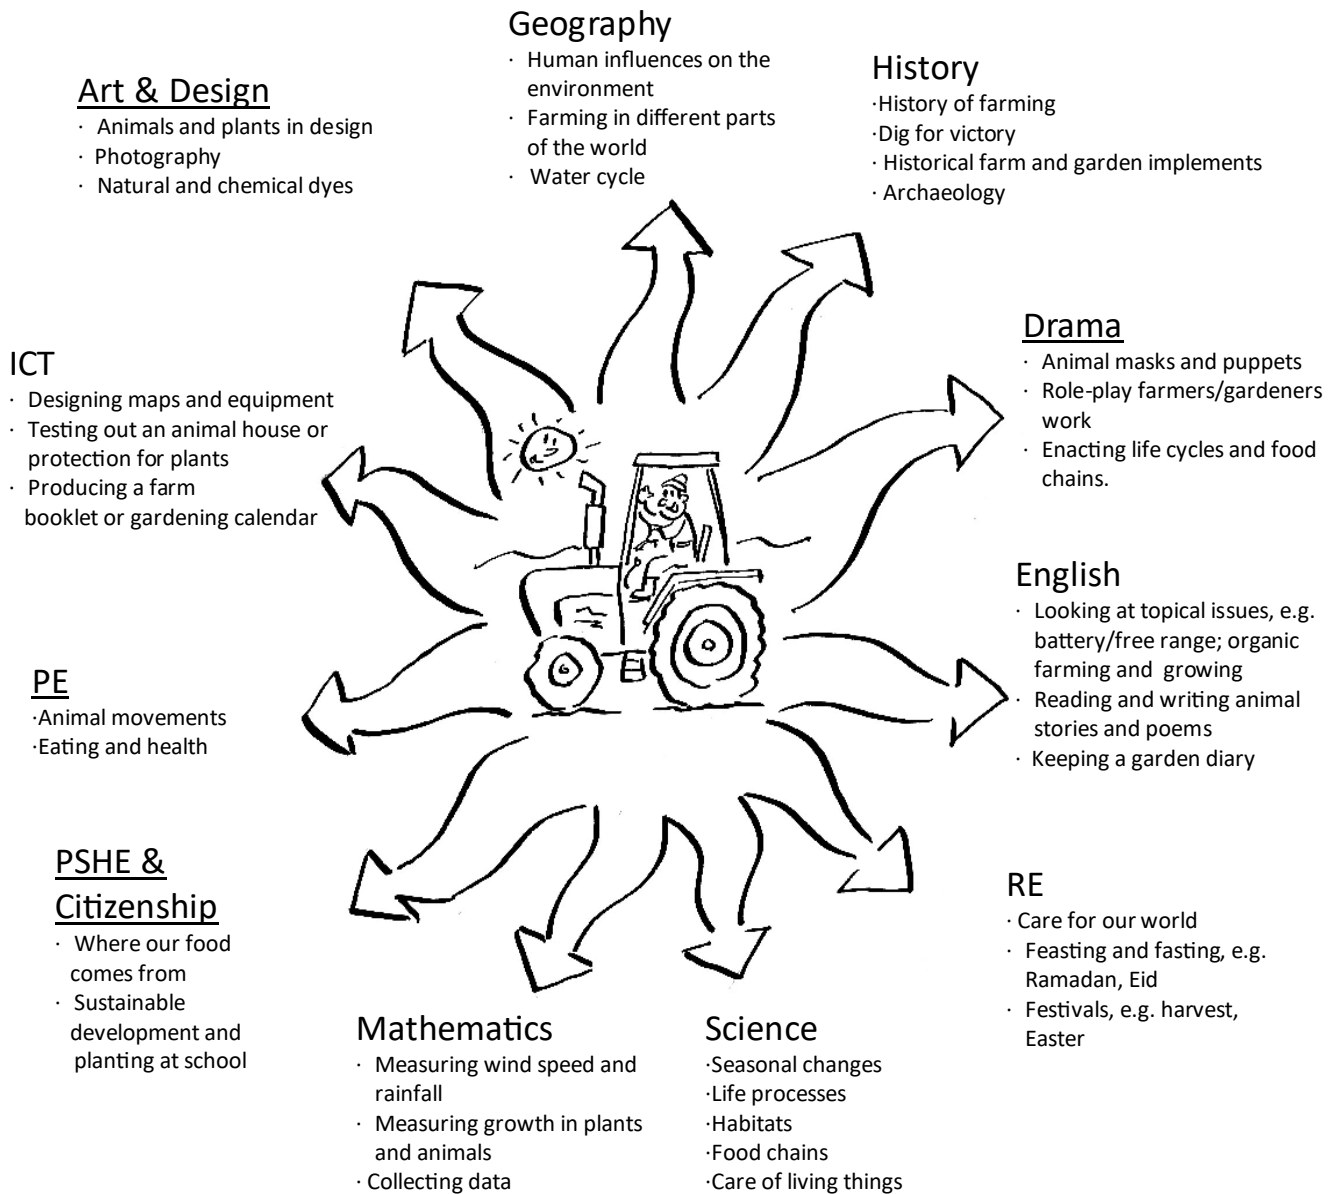 Geography
· Human influences on the
environment
· Farming in different parts
of the world
· Water cycle
History
·History of farming
·Dig for victory
· Historical farm and garden implements
· Archaeology
Art & Design
· Animals and plants in design
· Photography
· Natural and chemical dyes
Drama
· Animal masks and puppets
· Role-play farmers/gardeners
work
· Enacting life cycles and food
chains.
ICT
· Designing maps and equipment
· Testing out an animal house or
protection for plants
· Producing a farm
booklet or gardening calendar
English
· Looking at topical issues, e.g.
battery/free range; organic
farming and growing
· Reading and writing animal
stories and poems
· Keeping a garden diary
PE
·Animal movements
·Eating and health
PSHE &
Citizenship
· Where our food
comes from
· Sustainable
development and
planting at school
RE
· Care for our world
· Feasting and fasting, e.g.
Ramadan, Eid
· Festivals, e.g. harvest,
Easter
Mathematics
· Measuring wind speed and
rainfall
· Measuring growth in plants
and animals
· Collecting data
Science
·Seasonal changes
·Life processes
·Habitats
·Food chains
·Care of living things